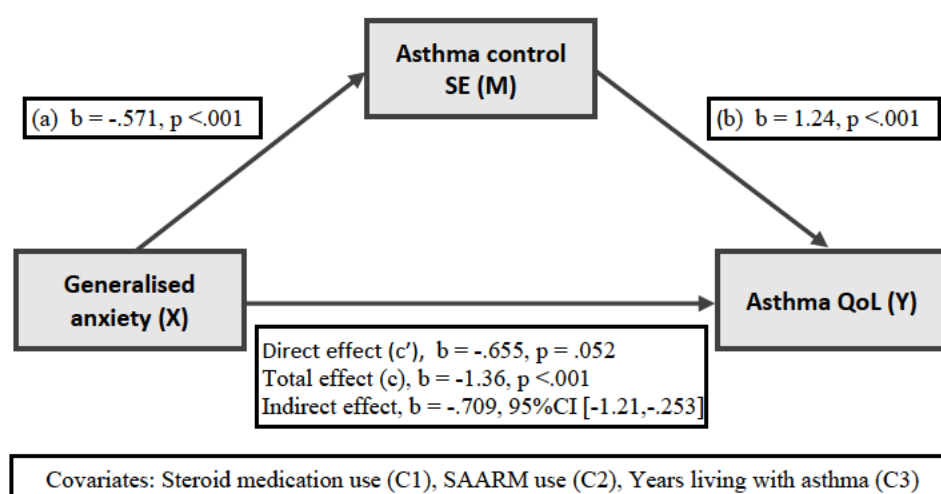 Asthma control
SE (M)
(a) b = -.571, p <.001
(b) b = 1.24, p <.001
Generalised
anxiety (X)
Asthma QoL (Y)
Direct effect (c’), b = -.655, p = .052
Total effect (c), b = -1.36, p <.001
Indirect effect, b = -.709, 95%CI [-1.21,-.253]
Covariates: Steroid medication use (C1), SAARM use (C2), Years living with asthma (C3)